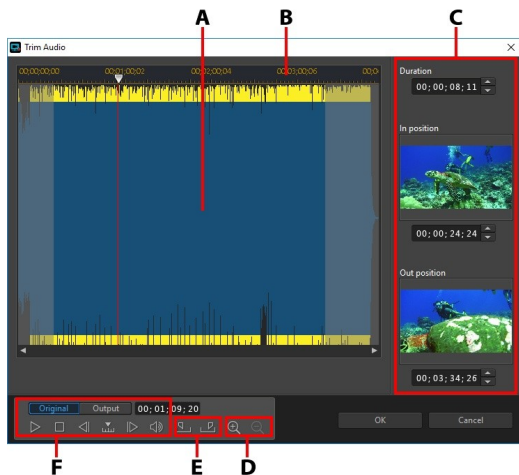 A B C
Trim Audio
00;00;00;00 00;01;00;02 00;02;00;04 00;03;00;06 00;0
Duration
00; 00; 08; 11
In position
00; 00; 24; 24
Out position
00; 03; 34; 26
Original Output 00; 01; 09; 20
OK Cancel
F E D